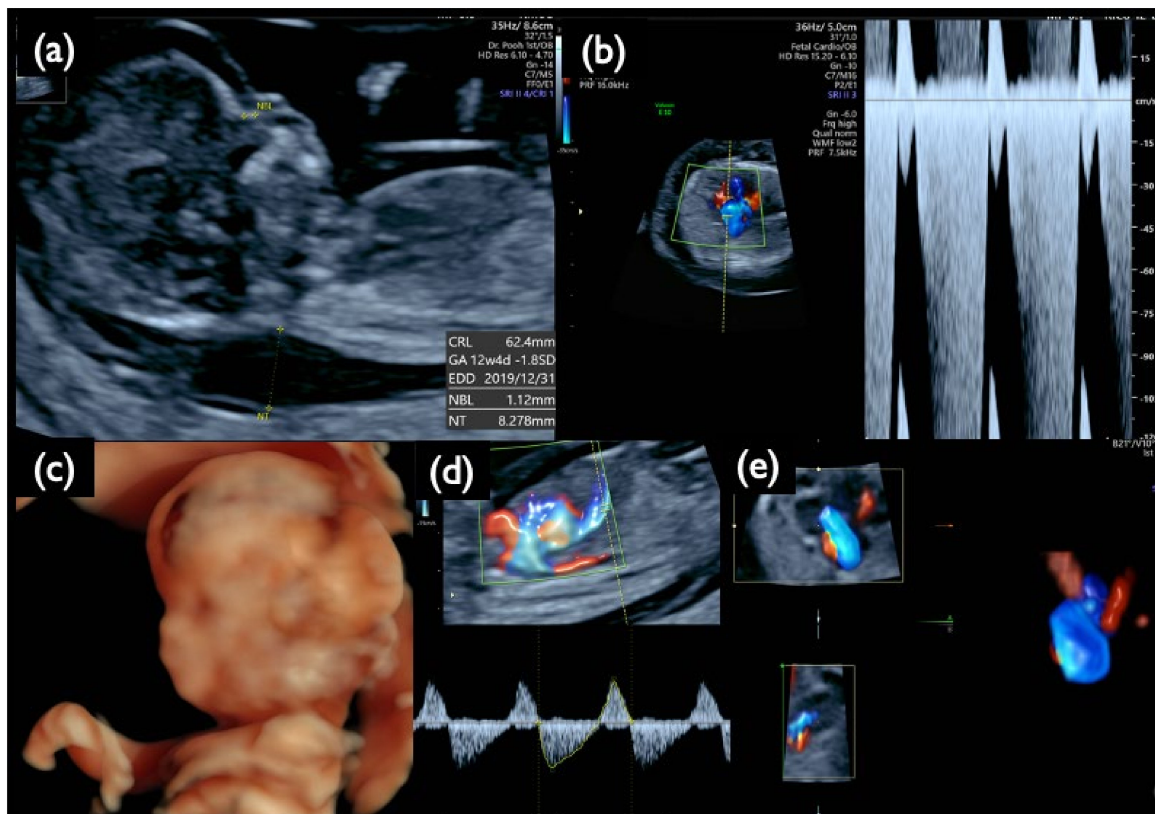 (a)
35Hz/ 8.6cm
32°/1.5
Dr. Pooh 1st/OB
HD Res 6.10 - 4.70
Gn -14
C7/M5
FF0/E1
SRI II 4/CRI 1
NN
NT
CRL 62.4mm
GA 12w4d -1.8SD
EDD 2019/12/31
NBL 1.12mm
NT 8.278mm
(b)
PRF 16.0kHz
36Hz/ 5.0cm
31°/1.0
Fetal Cardio/OB
HD Res 15.20 - 6.10
Gn -10
C7/M16
P2/E1
SRI II 3
Gn -6.0
Frq high
Qual norm
WMF low2
PRF 7.5kHz
15
cm/s
-15
-30
-45
-60
-75
-90
-105
(c)
(d)
(e)
1st